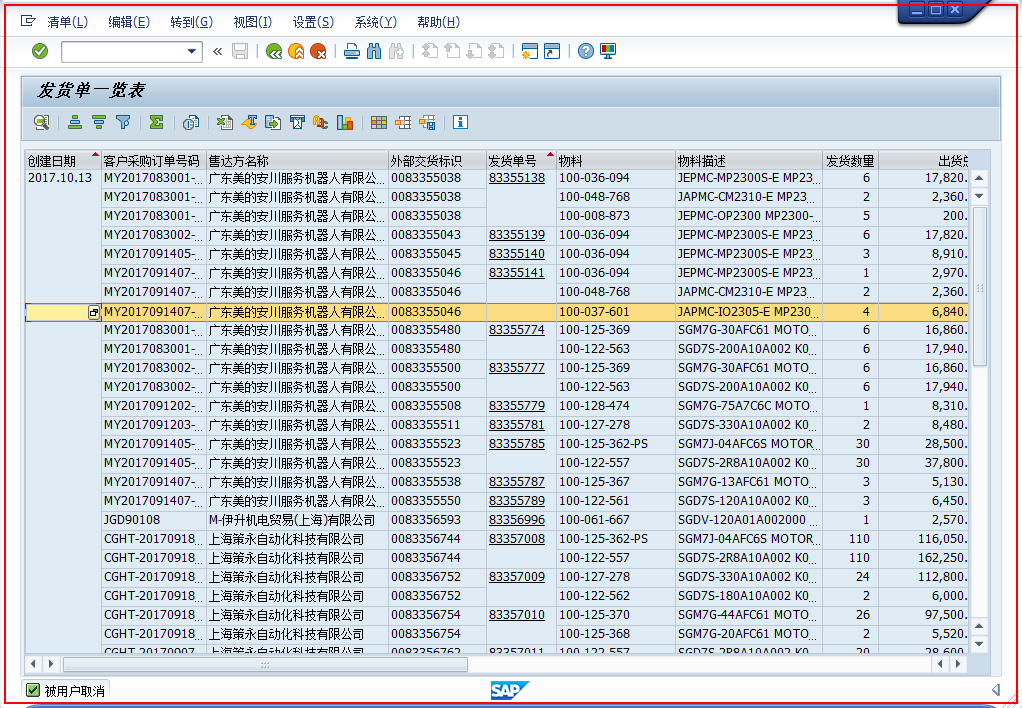 清单(L) 编辑(E) 转到(G) 视图(I) 设置(S) 系统(Y) 帮助(H)
发货单一览表
创建日期 客户采购订单号码 售达方名称 外部交货标识 发货单号 物料 物料描述 发货数量 出货总
2017.10.13 MY2017083001-... 广东美的安川服务机器人有限公... 0083355038 83355138 100-036-094 JEPMC-MP2300S-E MP23... 6 17,820.
MY2017083001-... 广东美的安川服务机器人有限公... 0083355038 100-048-768 JAPMC-CM2310-E MP23... 2 2,360.
MY2017083001-... 广东美的安川服务机器人有限公... 0083355038 100-008-873 JEPMC-OP2300 MP2300-... 5 200.
MY2017083002-... 广东美的安川服务机器人有限公... 0083355043 83355139 100-036-094 JEPMC-MP2300S-E MP23... 6 17,820.
MY2017091405-... 广东美的安川服务机器人有限公... 0083355045 83355140 100-036-094 JEPMC-MP2300S-E MP23... 3 8,910.
MY2017091407-... 广东美的安川服务机器人有限公... 0083355046 83355141 100-036-094 JEPMC-MP2300S-E MP23... 1 2,970.
MY2017091407-... 广东美的安川服务机器人有限公... 0083355046 100-048-768 JAPMC-CM2310-E MP23... 2 2,360.
MY2017091407-... 广东美的安川服务机器人有限公... 0083355046 100-037-601 JAPMC-IO2305-E MP230... 4 6,840.
MY2017083001-... 广东美的安川服务机器人有限公... 0083355480 83355774 100-125-369 SGM7G-30AFC61 MOTO... 6 16,860.
MY2017083001-... 广东美的安川服务机器人有限公... 0083355480 100-122-563 SGD7S-200A10A002 K0... 6 17,940.
MY2017083002-... 广东美的安川服务机器人有限公... 0083355500 83355777 100-125-369 SGM7G-30AFC61 MOTO... 6 16,860.
MY2017083002-... 广东美的安川服务机器人有限公... 0083355500 100-122-563 SGD7S-200A10A002 K0... 6 17,940.
MY2017091202-... 广东美的安川服务机器人有限公... 0083355508 83355779 100-128-474 SGM7G-75A7C6C MOTO... 1 8,310.
MY2017091203-... 广东美的安川服务机器人有限公... 0083355511 83355781 100-127-278 SGD7S-330A10A002 K0... 2 8,480.
MY2017091405-... 广东美的安川服务机器人有限公... 0083355523 83355785 100-125-362-PS SGM7J-04AFC6S MOTOR... 30 28,500.
MY2017091405-... 广东美的安川服务机器人有限公... 0083355523 100-122-557 SGD7S-2R8A10A002 K0... 30 37,800.
MY2017091407-... 广东美的安川服务机器人有限公... 0083355538 83355787 100-125-367 SGM7G-13AFC61 MOTO... 3 5,130.
MY2017091407-... 广东美的安川服务机器人有限公... 0083355550 83355789 100-122-561 SGD7S-120A10A002 K0... 3 6,450.
JGD90108 M-伊升机电贸易(上海)有限公司 0083356593 83356996 100-061-667 SGDV-120A01A002000 ... 1 2,570.
CGHT-20170918... 上海策永自动化科技有限公司 0083356744 83357008 100-125-362-PS SGM7J-04AFC6S MOTOR... 110 116,050.
CGHT-20170918... 上海策永自动化科技有限公司 0083356744 100-122-557 SGD7S-2R8A10A002 K0... 110 162,250.
CGHT-20170918... 上海策永自动化科技有限公司 0083356752 83357009 100-127-278 SGD7S-330A10A002 K0... 24 112,800.
CGHT-20170918... 上海策永自动化科技有限公司 0083356752 100-122-562 SGD7S-180A10A002 K0... 2 6,000.
CGHT-20170918... 上海策永自动化科技有限公司 0083356754 83357010 100-125-370 SGM7G-44AFC61 MOTO... 26 97,500.
CGHT-20170918... 上海策永自动化科技有限公司 0083356754 100-125-368 SGM7G-20AFC61 MOTO... 2 5,520.
CGHT-20170907... 上海策永自动化科技有限公司 0083356762 83357011 100-122-557 SGD7S-2R8A10A002 K0... 20 28,600.
被用户取消 SAP